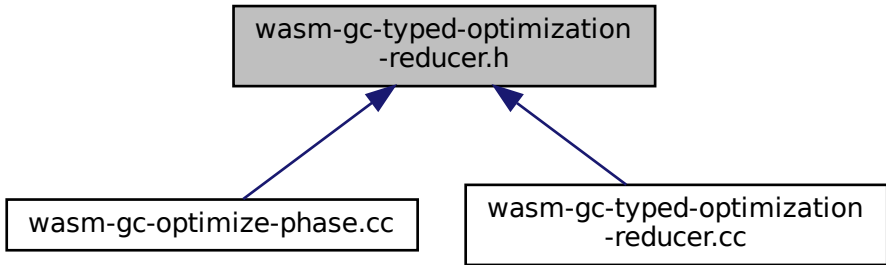 wasm-gc-typed-optimization
-reducer.h
wasm-gc-optimize-phase.cc
wasm-gc-typed-optimization
-reducer.cc